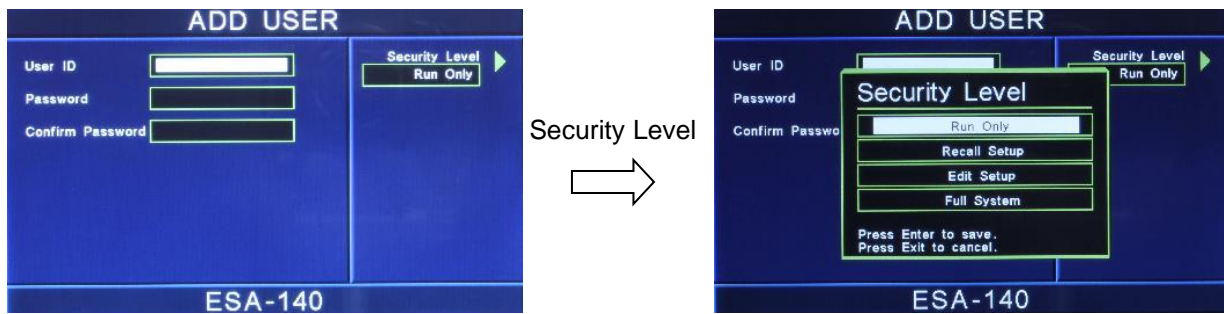 ADD USER
User ID
Password
Confirm Password
Security Level
Run Only
ESA-140
Security Level
ADD USER
User ID
Password
Confirm Passwo
Security Level
Run Only
Security Level
Run Only
Recall Setup
Edit Setup
Full System
Press Enter to save.
Press Exit to cancel.
ESA-140